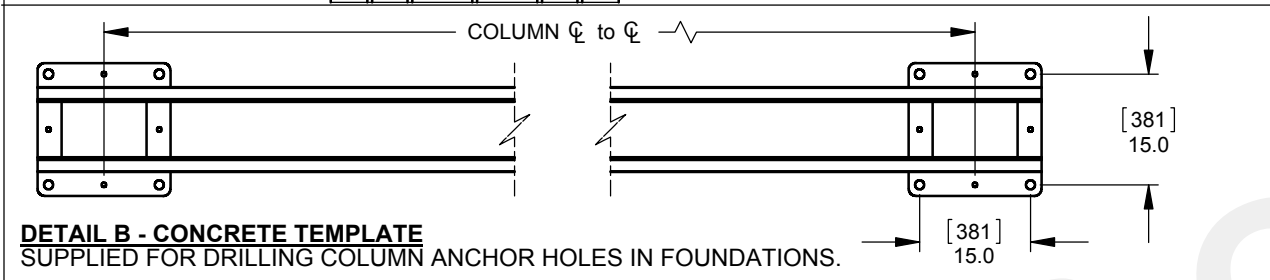 COLUMN ℄ to ℄
[381]
15.0
DETAIL B - CONCRETE TEMPLATE
SUPPLIED FOR DRILLING COLUMN ANCHOR HOLES IN FOUNDATIONS.
[381]
15.0